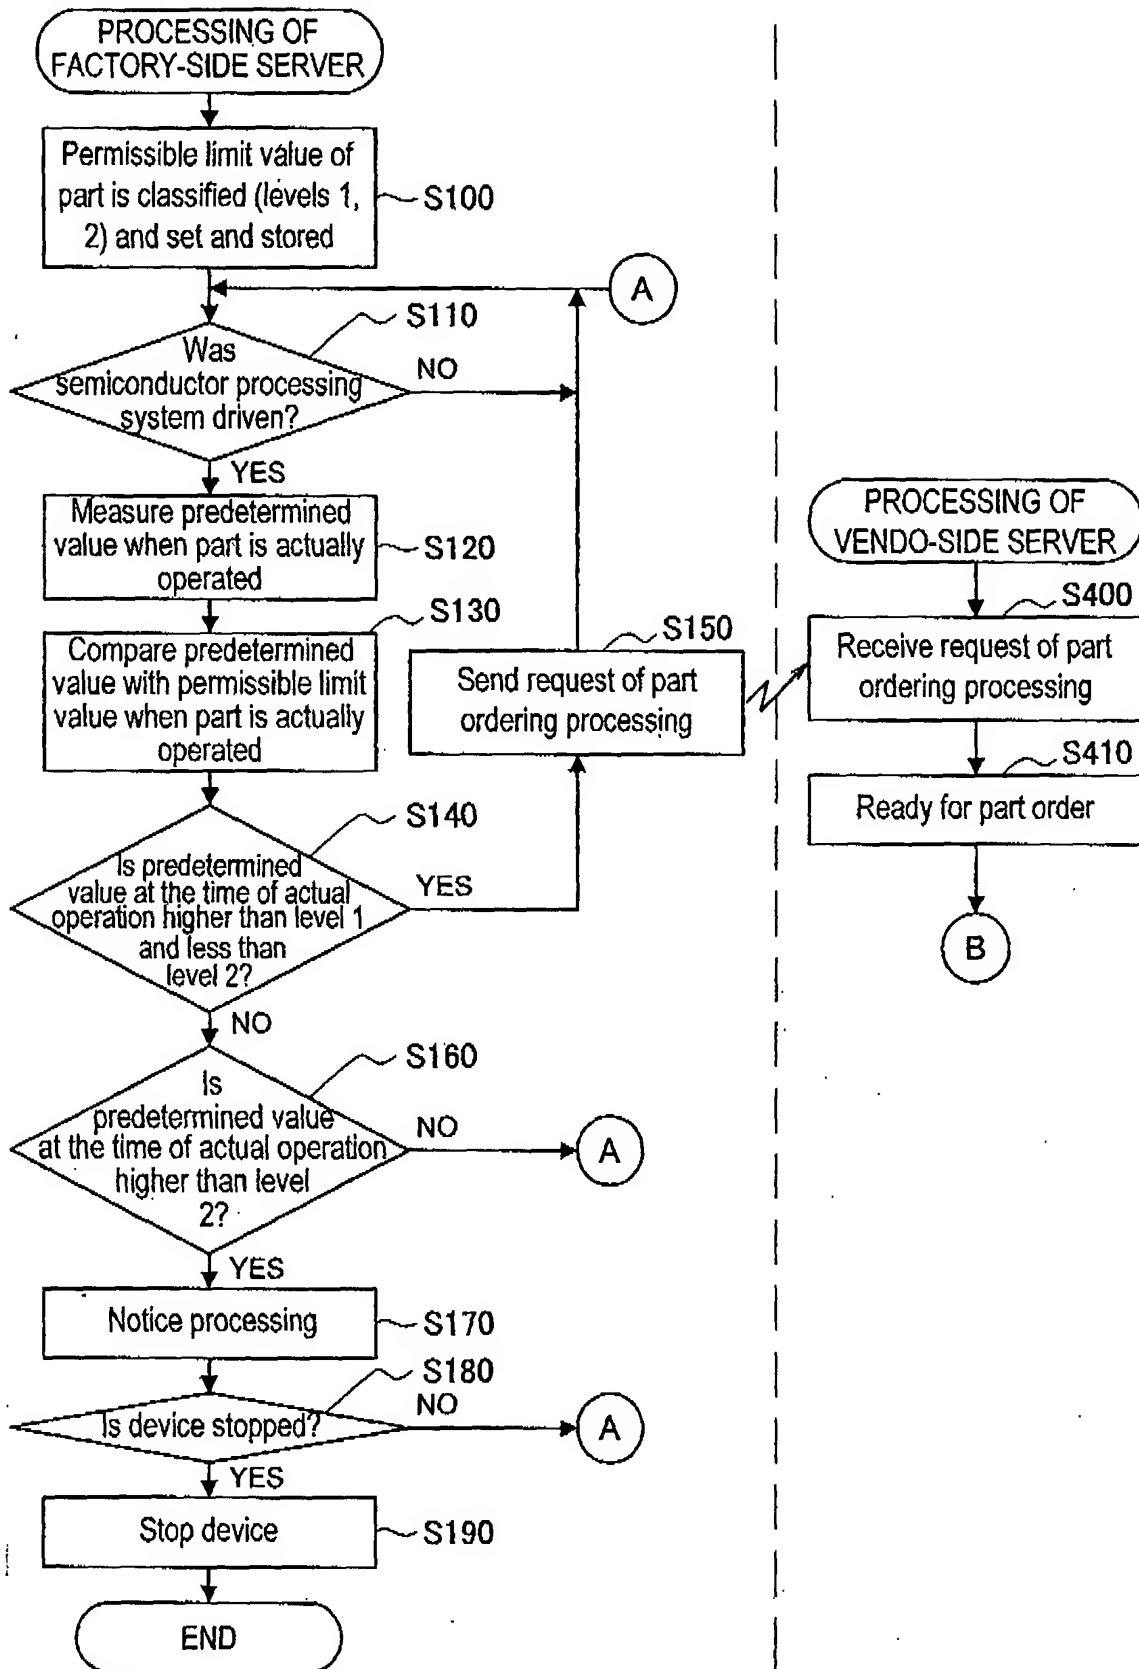 PROCESSING OF
FACTORY-SIDE SERVER
Permissible limit value of
part is classified (levels 1,
2) and set and stored
S100
A
S110
Was
semiconductor processing
system driven?
NO
YES
Measure predetermined
value when part is actually
operated
S120
S130
Compare predetermined
value with permissible limit
value when part is actually
operated
S150
Send request of part
ordering processing
S140
Is predetermined
value at the time of actual
operation higher than level 1
and less than
level 2?
YES
NO
S160
Is
predetermined value
at the time of actual operation
higher than level
2?
NO
A
YES
Notice processing
S170
S180
Is device stopped?
NO
A
YES
Stop device
S190
END
PROCESSING OF
VENDO-SIDE SERVER
S400
Receive request of part
ordering processing
S410
Ready for part order
B